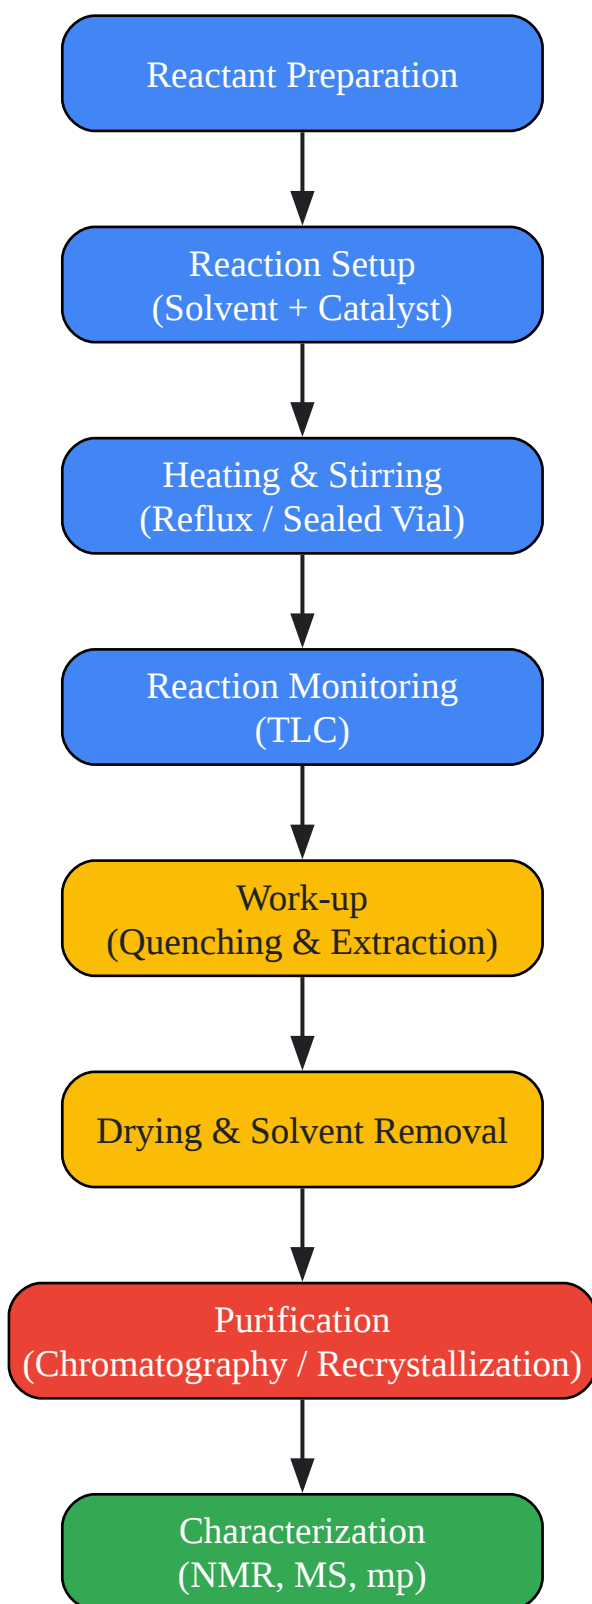 Reactant Preparation
Reaction Setup
(Solvent + Catalyst)
Heating & Stirring
(Reflux / Sealed Vial)
Reaction Monitoring
(TLC)
Work-up
(Quenching & Extraction)
Drying & Solvent Removal
Purification
(Chromatography / Recrystallization)
Characterization
(NMR, MS, mp)